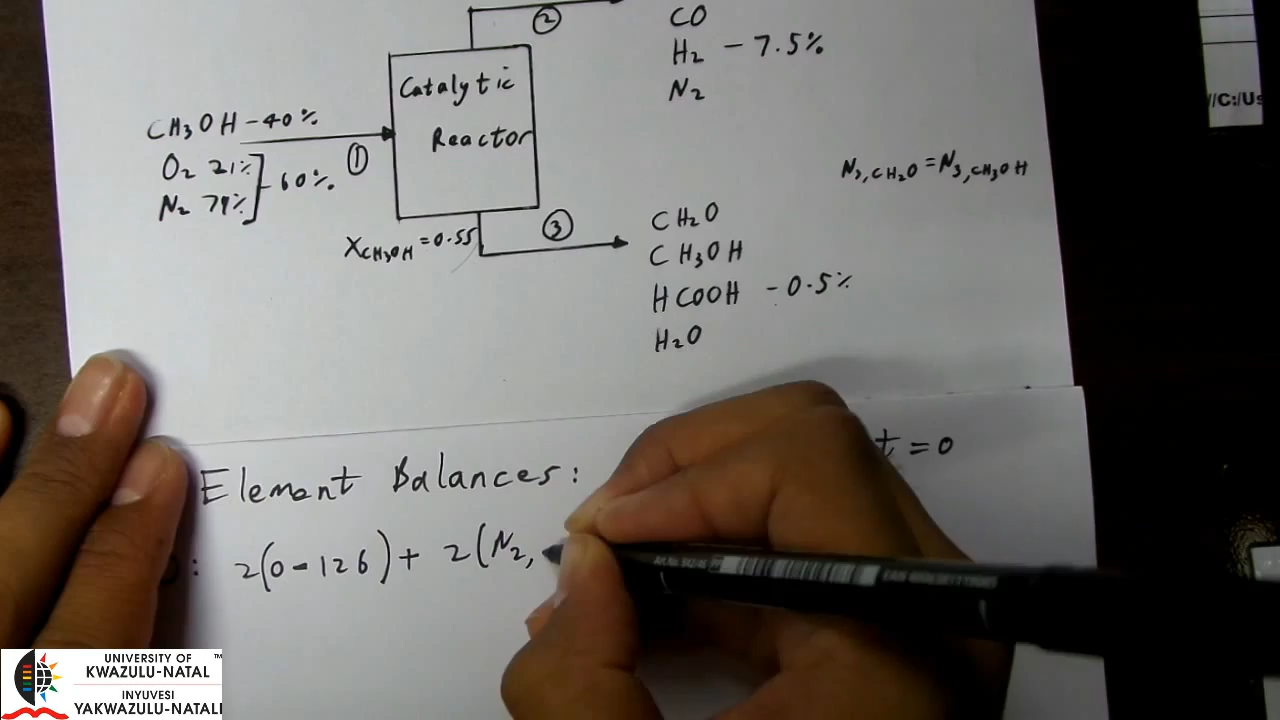 ②
CO
H₂ - 7.5%
N₂
Catalytic
Reactor
CH₃OH - 40%
O₂ 21%
N₂ 79%
- 60%
①
//C:/Us
N₃,CH₂O = N₃,CH₃OH
XCH₃OH = 0.55
③
CH₂O
CH₃OH
HCOOH - 0.5%
H₂O
Element Balances:
t = 0
: 2(0 - 126) + 2(N₂,
UNIVERSITY OF
KWAZULU-NATAL™
INYUVESI
YAKWAZULU-NATALI